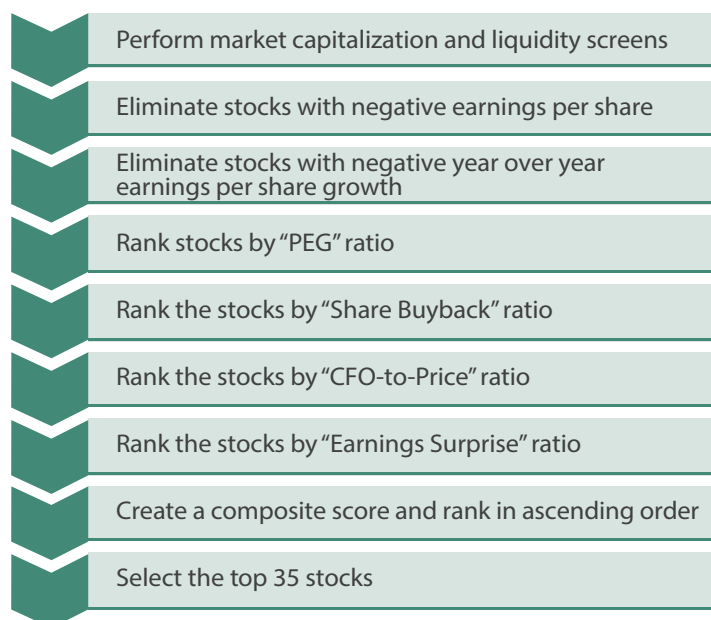 Perform market capitalization and liquidity screens
Eliminate stocks with negative earnings per share
Eliminate stocks with negative year over year
earnings per share growth
Rank stocks by “PEG” ratio
Rank the stocks by “Share Buyback” ratio
Rank the stocks by “CFO-to-Price” ratio
Rank the stocks by “Earnings Surprise” ratio
Create a composite score and rank in ascending order
Select the top 35 stocks